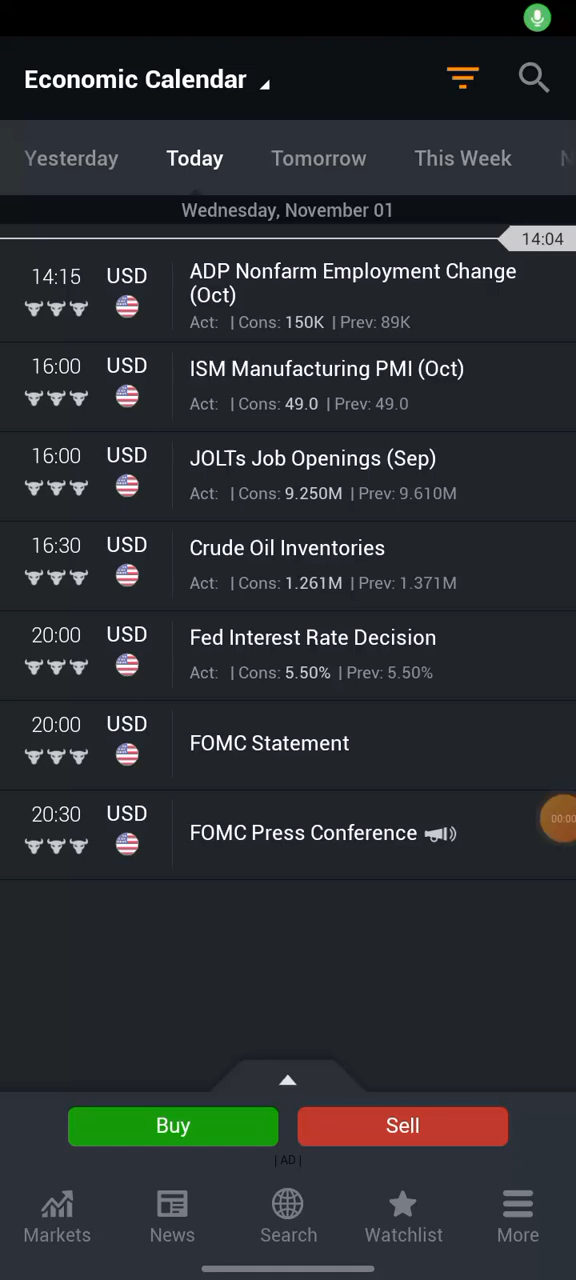 Economic Calendar
Yesterday Today Tomorrow This Week N
Wednesday, November 01
14:04
14:15 USD ADP Nonfarm Employment Change
(Oct)
Act: | Cons: 150K | Prev: 89K
16:00 USD ISM Manufacturing PMI (Oct)
Act: | Cons: 49.0 | Prev: 49.0
16:00 USD JOLTs Job Openings (Sep)
Act: | Cons: 9.250M | Prev: 9.610M
16:30 USD Crude Oil Inventories
Act: | Cons: 1.261M | Prev: 1.371M
20:00 USD Fed Interest Rate Decision
Act: | Cons: 5.50% | Prev: 5.50%
20:00 USD FOMC Statement
20:30 USD FOMC Press Conference
00:00
Buy Sell
| AD |
Markets News Search Watchlist More